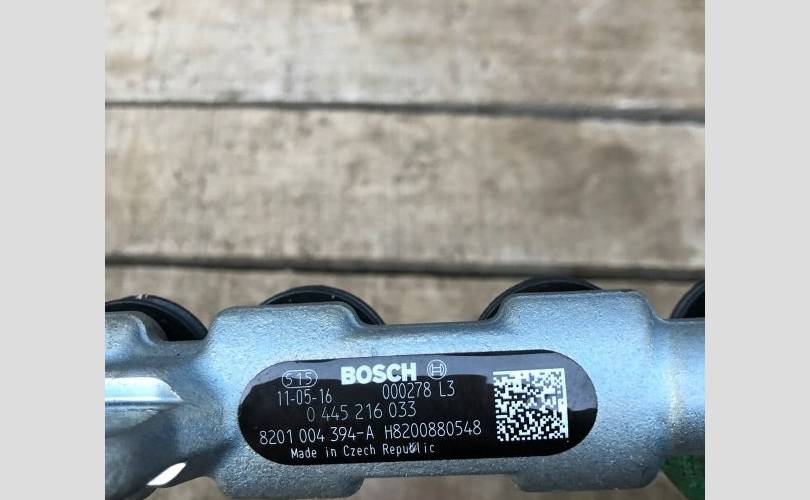 515 BOSCH
11-05-16 000278 L3
0 445 216 033
8201 004 394-A H8200880548
Made in Czech Republic